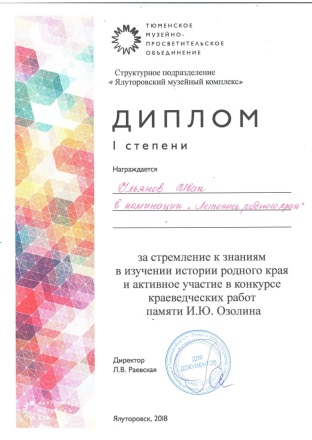 ТЮМЕНСКОЕ
МУЗЕЙНО-
ПРОСВЕТИТЕЛЬСКОЕ
ОБЪЕДИНЕНИЕ
Структурное подразделение
« Ялуторовский музейный комплекс»
ДИПЛОМ
I степени
Награждается
Ульянов Иван
в номинации „Летопись родного края"
за стремление к знаниям
в изучении истории родного края
и активное участие в конкурсе
краеведческих работ
памяти И.Ю. Озолина
Директор
Л.В. Раевская
ДЛЯ
ДОКУМЕНТОВ
Ялуторовск, 2018